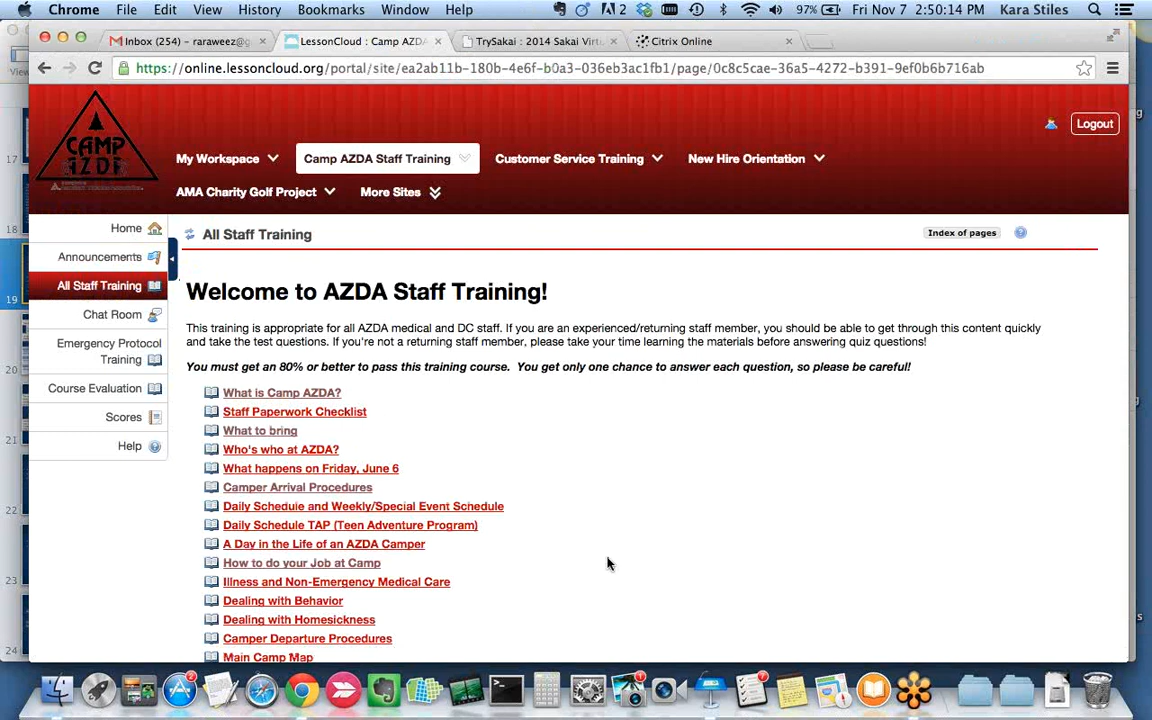 Chrome File Edit View History Bookmarks Window Help 2 97% Fri Nov 7 2:50:14 PM Kara Stiles
Inbox (254) – raraweez@g LessonCloud : Camp AZDA TrySakai : 2014 Sakai Virtu Citrix Online
https://online.lessoncloud.org/portal/site/ea2ab11b-180b-4e6f-b0a3-036eb3ac1fb1/page/0c8c5cae-36a5-4272-b391-9ef0b6b716ab
CAMP
AZDA
Logout
My Workspace Camp AZDA Staff Training Customer Service Training New Hire Orientation
AMA Charity Golf Project More Sites
Home
Announcements
All Staff Training
Chat Room
Emergency Protocol
Training
Course Evaluation
Scores
Help
All Staff Training Index of pages
Welcome to AZDA Staff Training!
This training is appropriate for all AZDA medical and DC staff. If you are an experienced/returning staff member, you should be able to get through this content quickly
and take the test questions. If you're not a returning staff member, please take your time learning the materials before answering quiz questions!
You must get an 80% or better to pass this training course. You get only one chance to answer each question, so please be careful!
What is Camp AZDA?
Staff Paperwork Checklist
What to bring
Who's who at AZDA?
What happens on Friday, June 6
Camper Arrival Procedures
Daily Schedule and Weekly/Special Event Schedule
Daily Schedule TAP (Teen Adventure Program)
A Day in the Life of an AZDA Camper
How to do your Job at Camp
Illness and Non-Emergency Medical Care
Dealing with Behavior
Dealing with Homesickness
Camper Departure Procedures
Main Camp Map
17
18
19
20
21
22
23
24